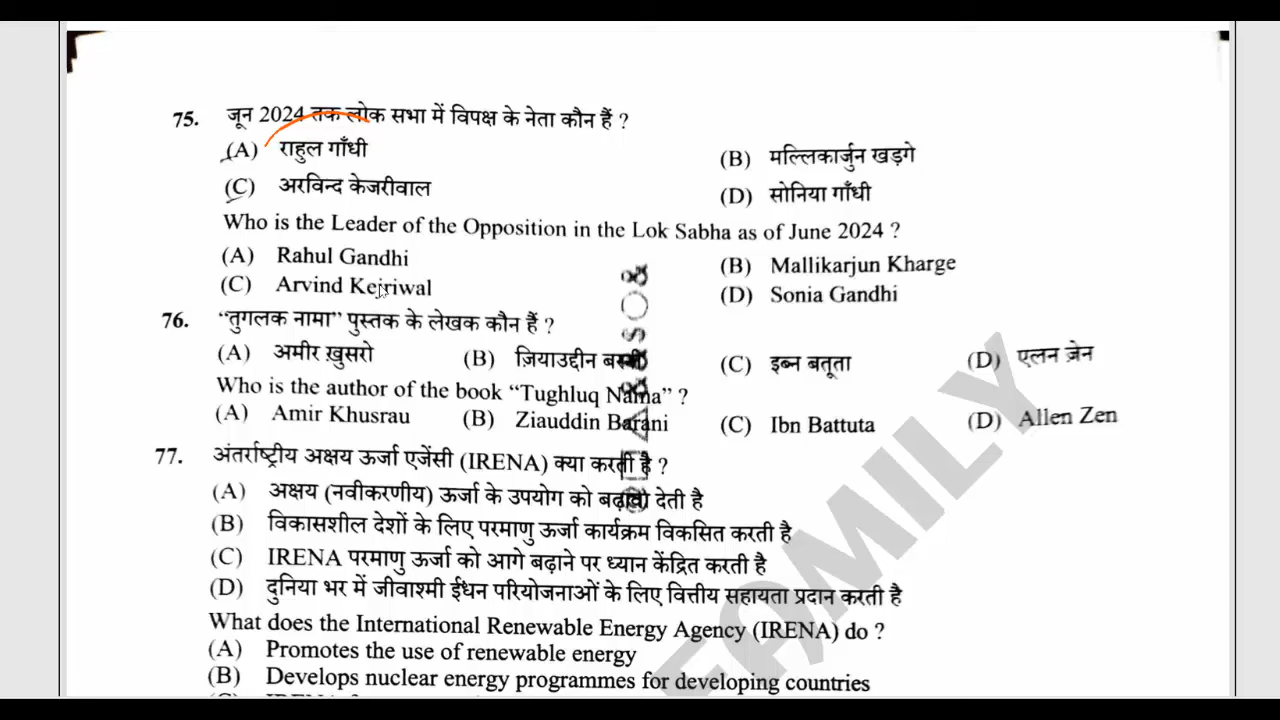 75. जून 2024 तक लोक सभा में विपक्ष के नेता कौन हैं ?
(A) राहुल गाँधी (B) मल्लिकार्जुन खड़गे
(C) अरविन्द केजरीवाल (D) सोनिया गाँधी
Who is the Leader of the Opposition in the Lok Sabha as of June 2024 ?
(A) Rahul Gandhi (B) Mallikarjun Kharge
(C) Arvind Kejriwal (D) Sonia Gandhi
76. “तुगलक नामा” पुस्तक के लेखक कौन हैं ?
(A) अमीर ख़ुसरो (B) ज़ियाउद्दीन बरनी (C) इब्न बतूता (D) एलन ज़ेन
Who is the author of the book “Tughluq Nama” ?
(A) Amir Khusrau (B) Ziauddin Barani (C) Ibn Battuta (D) Allen Zen
77. अंतर्राष्ट्रीय अक्षय ऊर्जा एजेंसी (IRENA) क्या करती है ?
(A) अक्षय (नवीकरणीय) ऊर्जा के उपयोग को बढ़ावा देती है
(B) विकासशील देशों के लिए परमाणु ऊर्जा कार्यक्रम विकसित करती है
(C) IRENA परमाणु ऊर्जा को आगे बढ़ाने पर ध्यान केंद्रित करती है
(D) दुनिया भर में जीवाश्मी ईंधन परियोजनाओं के लिए वित्तीय सहायता प्रदान करती है
What does the International Renewable Energy Agency (IRENA) do ?
(A) Promotes the use of renewable energy
(B) Develops nuclear energy programmes for developing countries
FAMILY